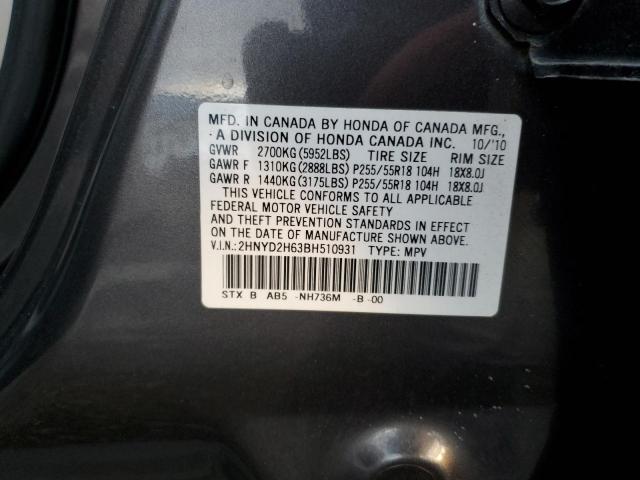 MFD. IN CANADA BY HONDA OF CANADA MFG.,
·A DIVISION OF HONDA CANADA INC. 10/'10
GVWR 2700KG(5952LBS) TIRE SIZE RIM SIZE
GAWR F 1310KG(2888LBS)P255/55R18 104H 18X8.0J
GAWR R 1440KG(3175LBS)P255/55R18 104H 18X8.0J
THIS VEHICLE CONFORMS TO ALL APPLICABLE
FEDERAL MOTOR VEHICLE SAFETY
AND THEFT PREVENTION STANDARDS IN EFFECT
ON THE DATE OF MANUFACTURE SHOWN ABOVE.
V.I.N.:2HNYD2H63BH510931 TYPE: MPV
STX B AB5 -NH736M -B -00